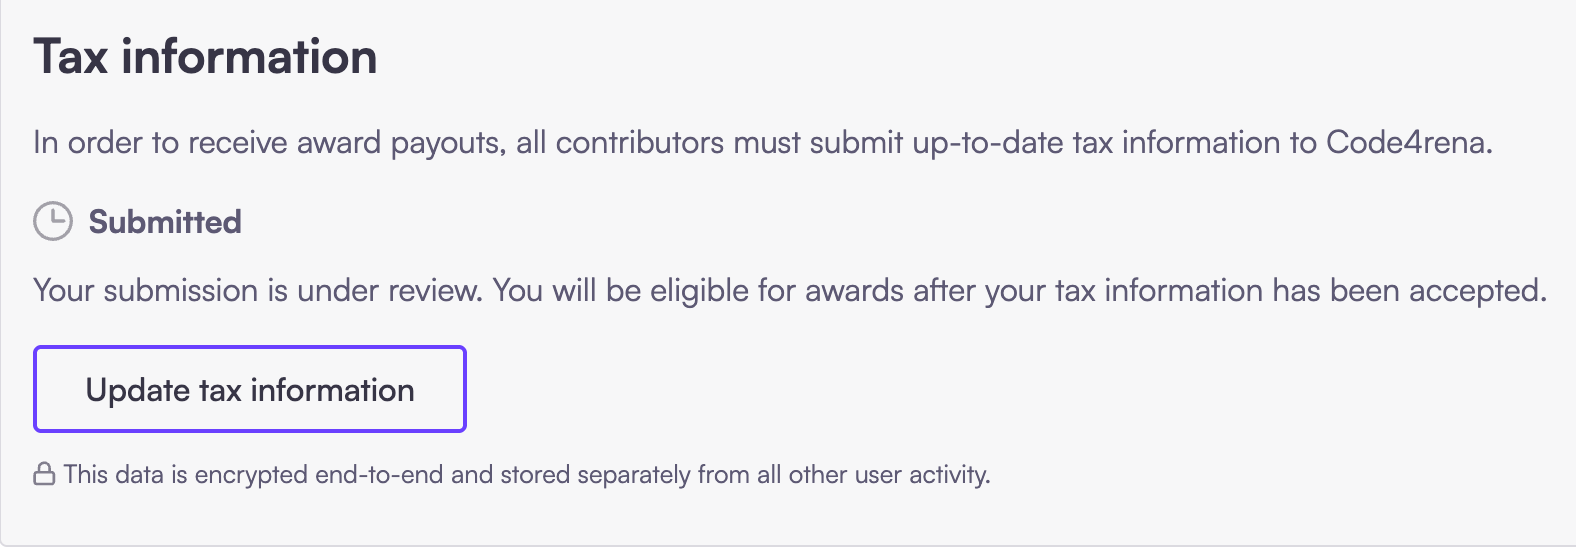 Tax information
In order to receive award payouts, all contributors must submit up-to-date tax information to Code4rena.
Submitted
Your submission is under review. You will be eligible for awards after your tax information has been accepted.
Update tax information
This data is encrypted end-to-end and stored separately from all other user activity.